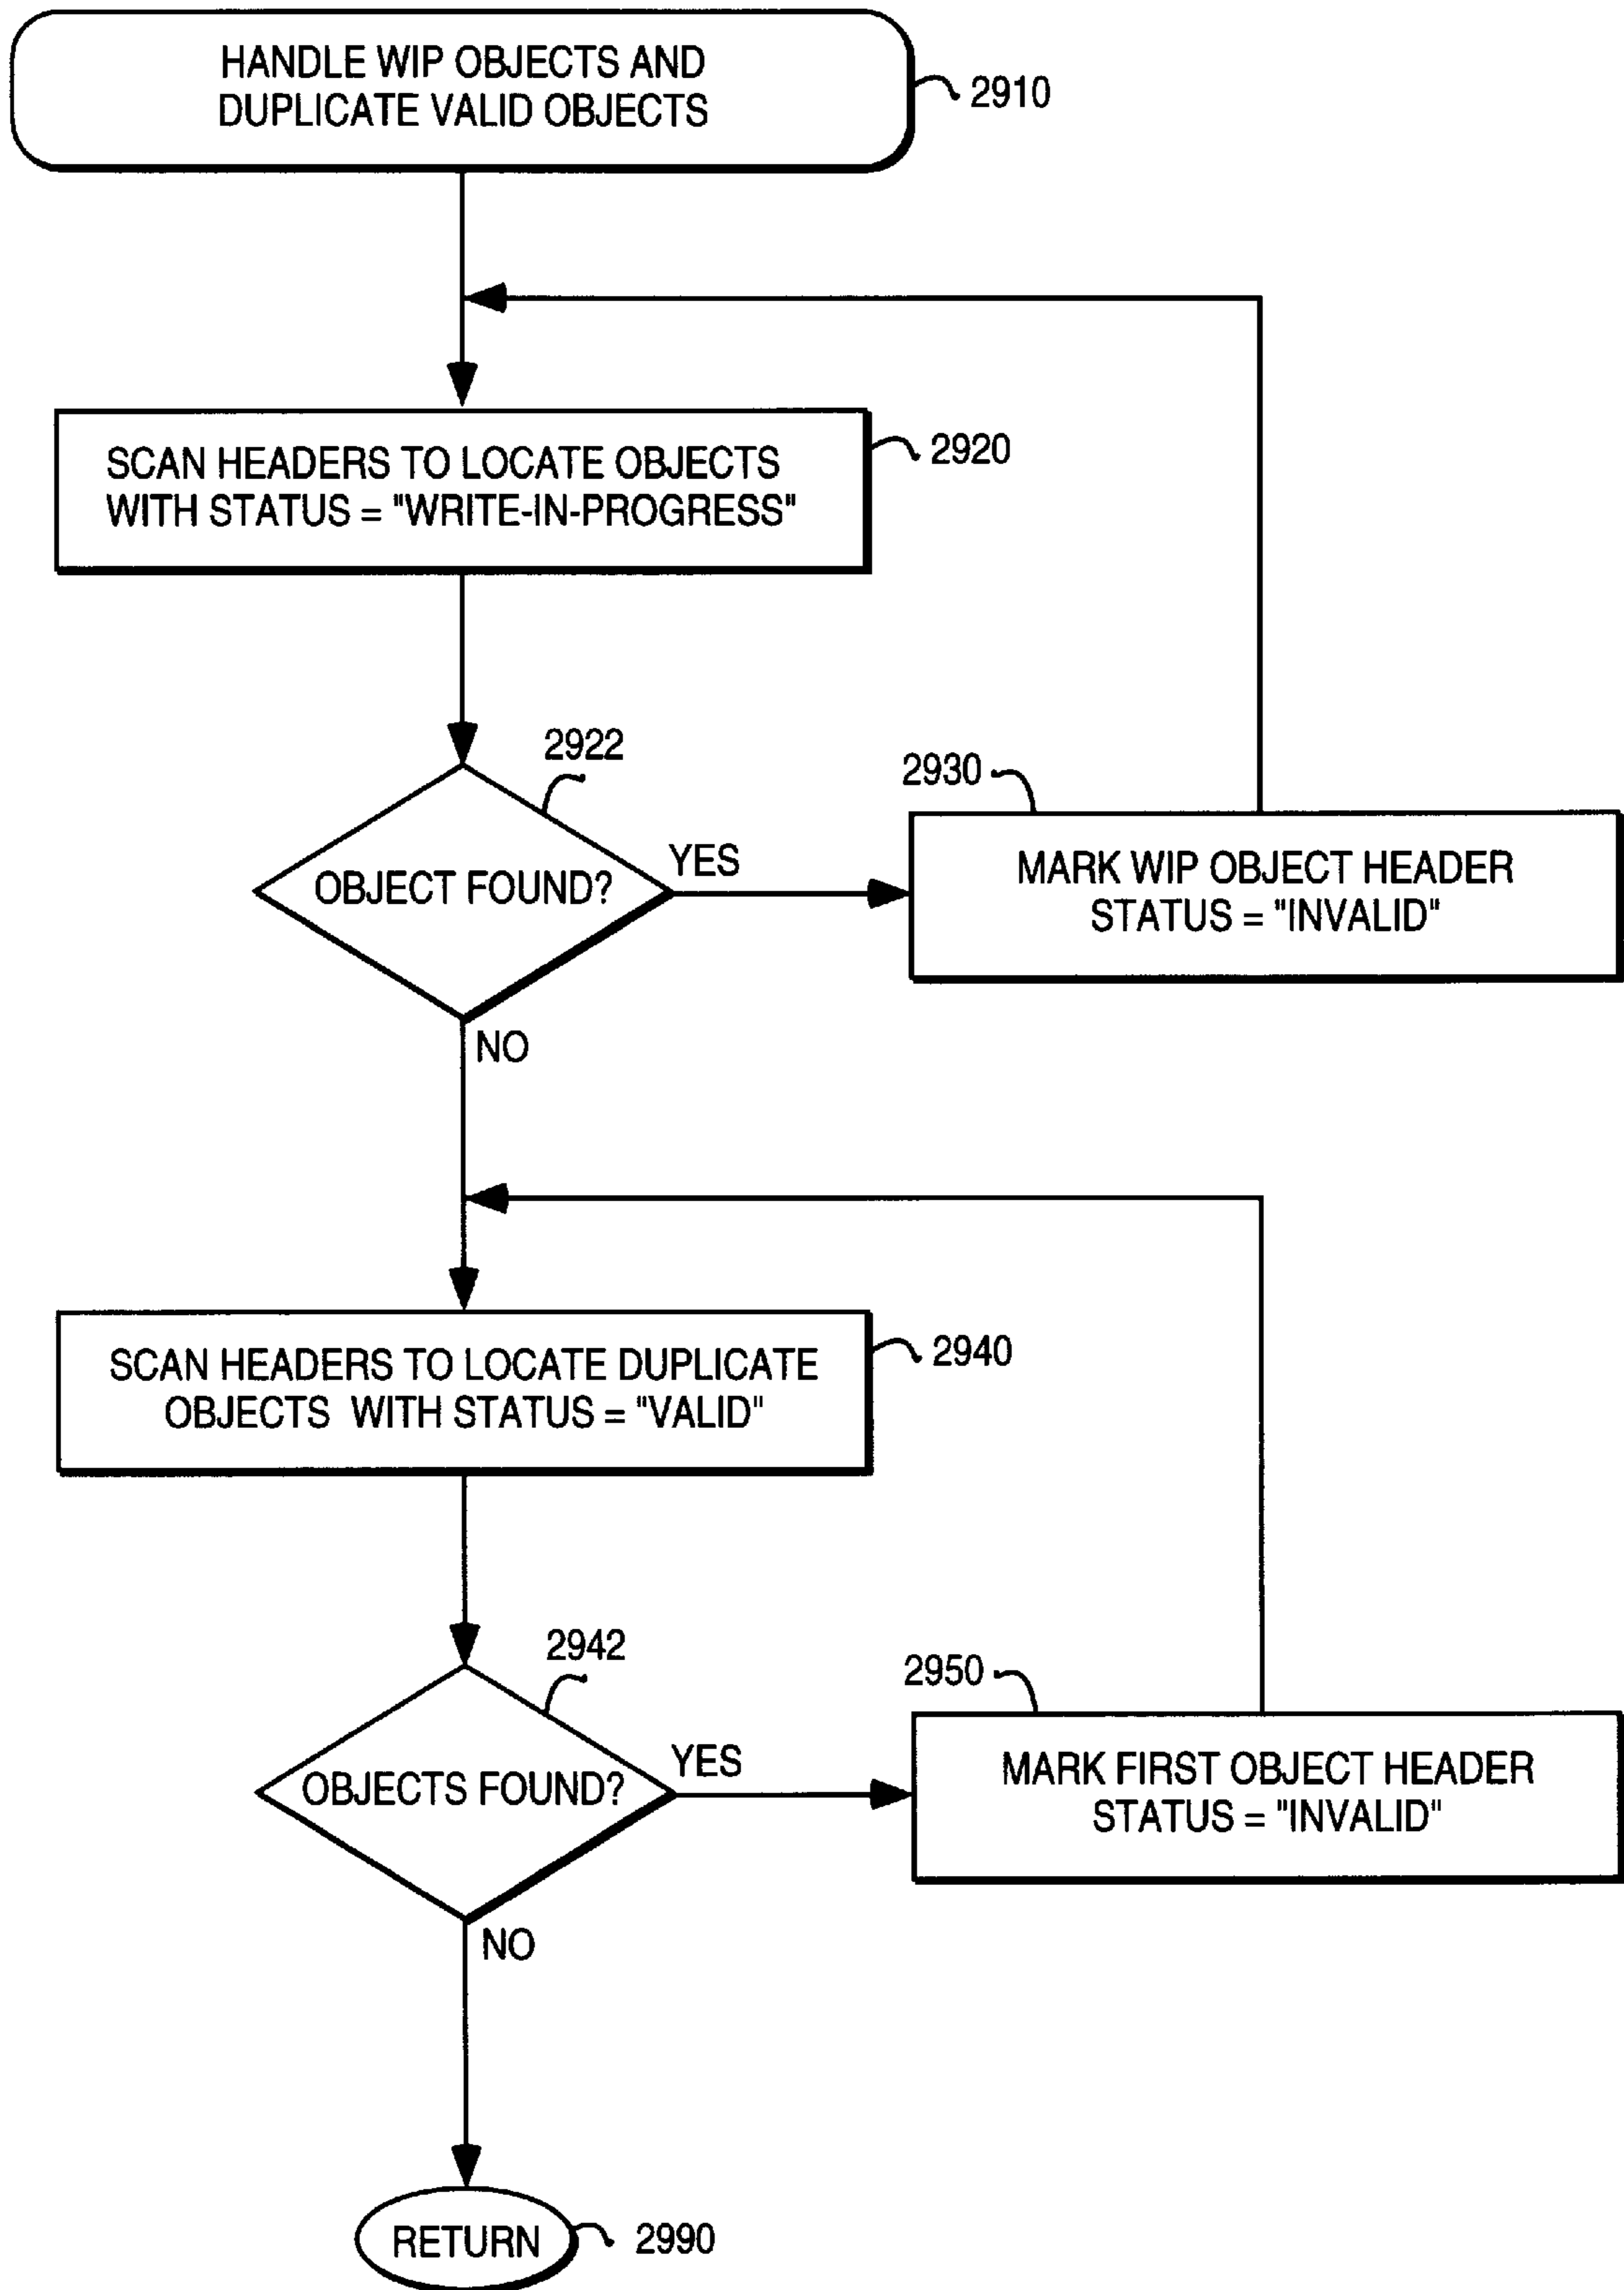 HANDLE WIP OBJECTS AND
DUPLICATE VALID OBJECTS
2910
SCAN HEADERS TO LOCATE OBJECTS
WITH STATUS = "WRITE-IN-PROGRESS"
2920
2922
OBJECT FOUND?
YES
2930
MARK WIP OBJECT HEADER
STATUS = "INVALID"
NO
SCAN HEADERS TO LOCATE DUPLICATE
OBJECTS WITH STATUS = "VALID"
2940
2942
OBJECTS FOUND?
YES
2950
MARK FIRST OBJECT HEADER
STATUS = "INVALID"
NO
RETURN
2990